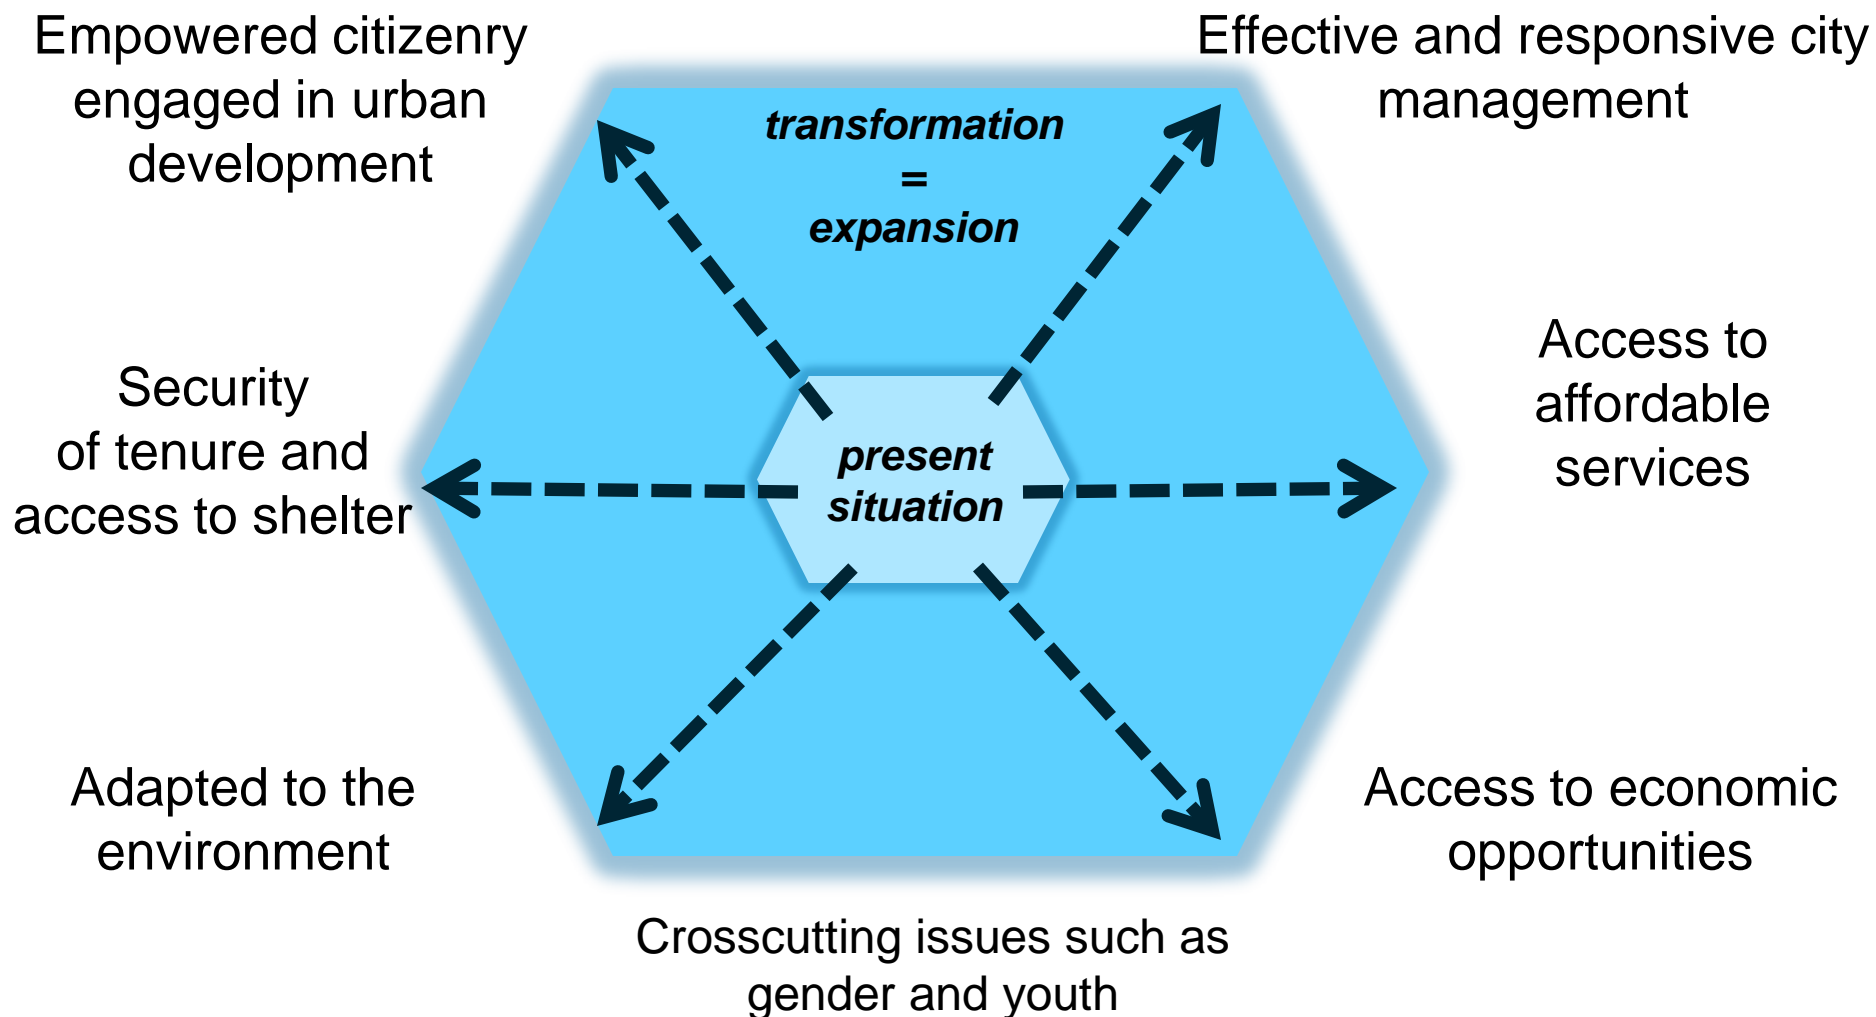 Empowered citizenry
engaged in urban
development
Effective and responsive city
management
transformation
=
expansion
Security
of tenure and
access to shelter
present
situation
Access to
affordable
services
Adapted to the
environment
Access to economic
opportunities
Crosscutting issues such as
gender and youth